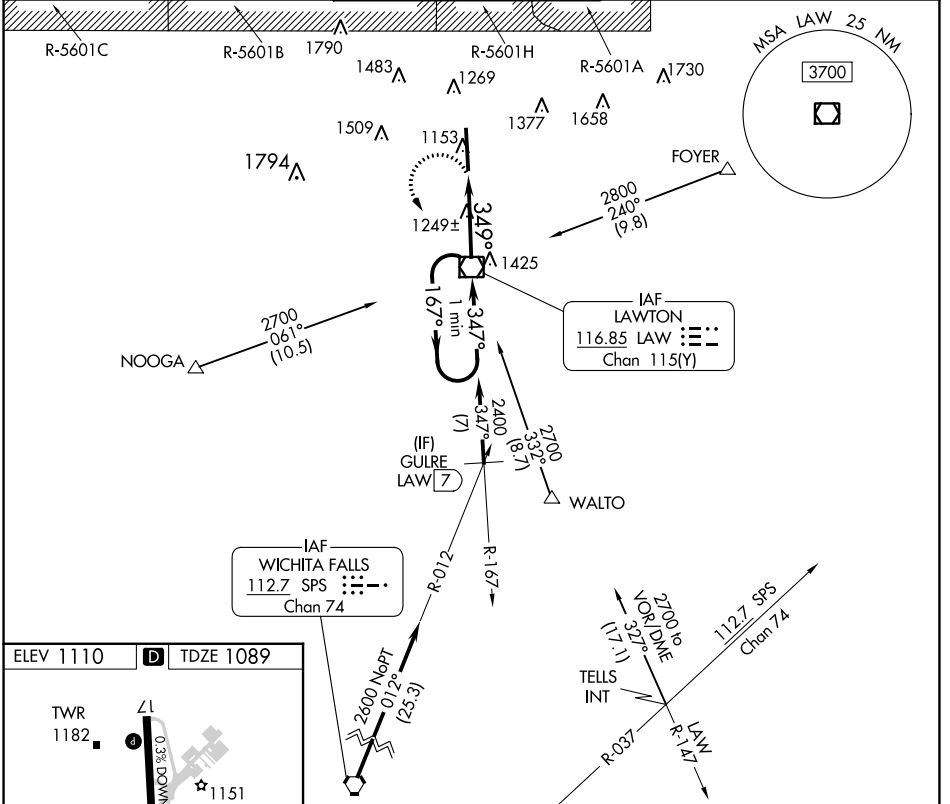 R-5601C
R-5601B
1790
R-5601H
R-5601A
1483
1269
1730
1509
1153
1377
1658
1794
MSA LAW 25 NM
3700
FOYER
2800
240°
(9.8)
1249±
349°
1425
IAF
LAWTON
116.85 LAW
Chan 115(Y)
2700
061°
(10.5)
NOOGA
167°
1 min
347°
2400
347°
(7)
2700
332°
(8.7)
(IF)
GULRE
LAW 7
WALTO
IAF
WICHITA FALLS
112.7 SPS
Chan 74
R-012
R-167
2600 NoPT
012°
(25.3)
2700 to
VOR/DME
327°
(17.1)
112.7 SPS
Chan 74
TELLS
INT
R-037
LAW
R-147
ELEV 1110
D
TDZE 1089
TWR
1182
17
P
0.3% DOWN
1151